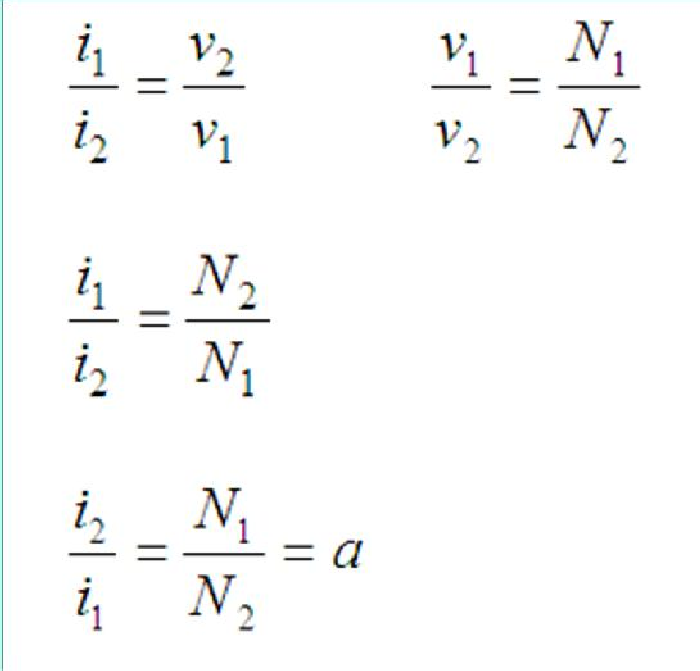 i₁/i₂ = v₂/v₁    v₁/v₂ = N₁/N₂
i₁/i₂ = N₂/N₁
i₂/i₁ = N₁/N₂ = a